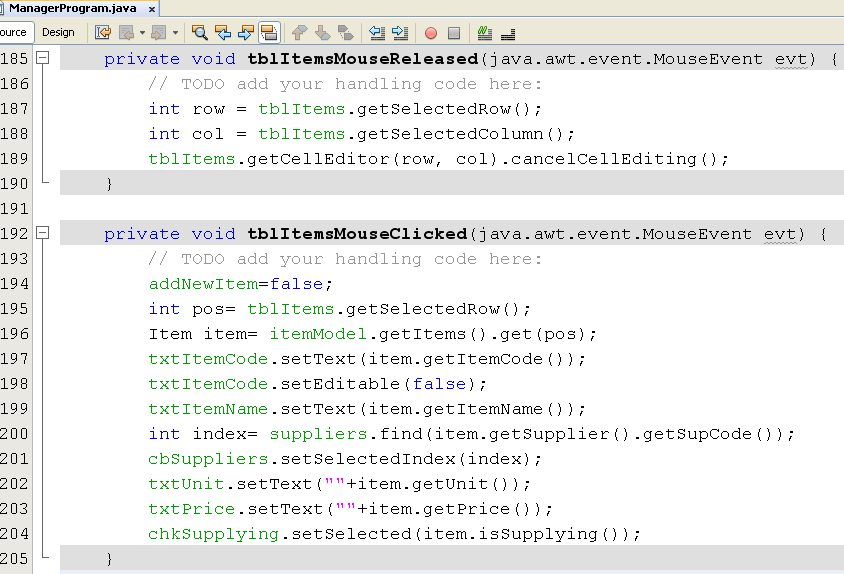 ManagerProgram.java x
ource Design
185 private void tblItemsMouseReleased(java.awt.event.MouseEvent evt) {
186 // TODO add your handling code here:
187 int row = tblItems.getSelectedRow();
188 int col = tblItems.getSelectedColumn();
189 tblItems.getCellEditor(row, col).cancelCellEditing();
190 }
191
192 private void tblItemsMouseClicked(java.awt.event.MouseEvent evt) {
193 // TODO add your handling code here:
194 addNewItem=false;
195 int pos= tblItems.getSelectedRow();
196 Item item= itemModel.getItems().get(pos);
197 txtItemCode.setText(item.getItemCode());
198 txtItemCode.setEditable(false);
199 txtItemName.setText(item.getItemName());
200 int index= suppliers.find(item.getSupplier().getSupCode());
201 cbSuppliers.setSelectedIndex(index);
202 txtUnit.setText(""+item.getUnit());
203 txtPrice.setText(""+item.getPrice());
204 chkSupplying.setSelected(item.isSupplying());
205 }